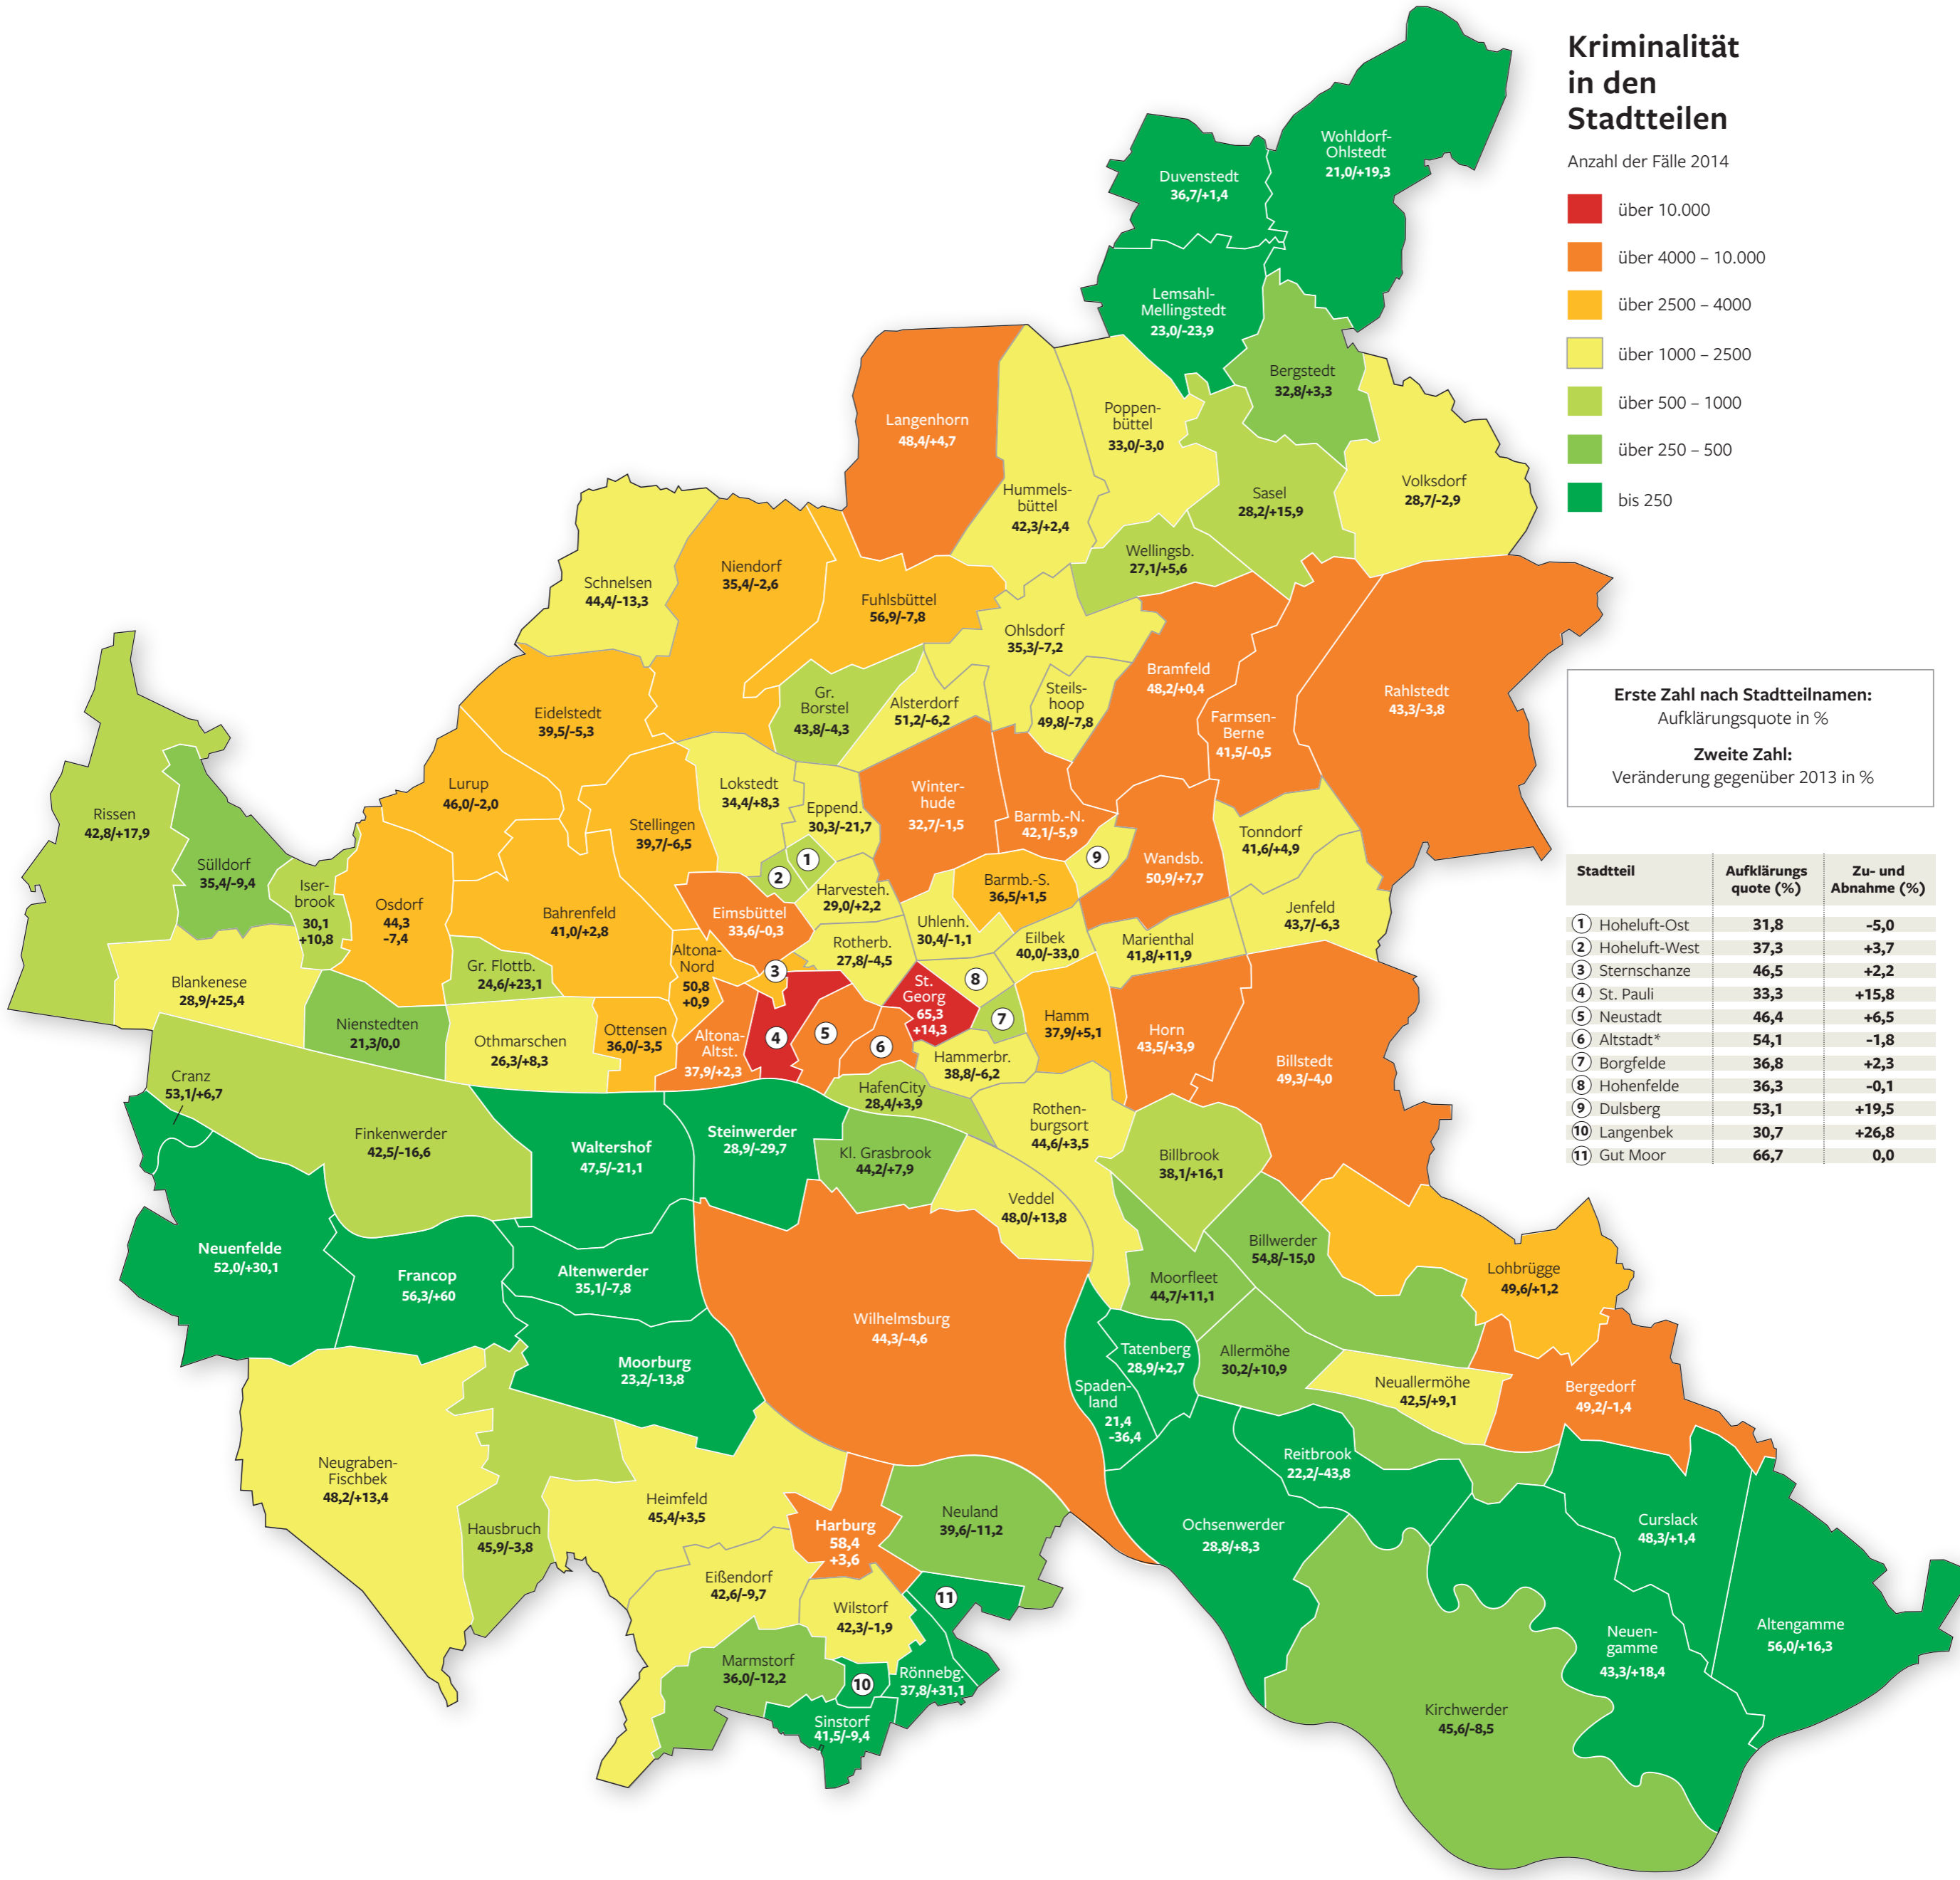 Kriminalität
in den
Stadtteilen
Anzahl der Fälle 2014
über 10.000
über 4000 – 10.000
über 2500 – 4000
über 1000 – 2500
über 500 – 1000
über 250 – 500
bis 250
Wohldorf-
Ohlstedt
21,0/+19,3
Duvenstedt
36,7/+1,4
Lemsahl-
Mellingstedt
23,0/-23,9
Bergstedt
32,8/+3,3
Langenhorn
48,4/+4,7
Poppen-
büttel
33,0/-3,0
Hummels-
büttel
42,3/+2,4
Sasel
28,2/+15,9
Volksdorf
28,7/-2,9
Wellingsb.
27,1/+5,6
Schnelsen
44,4/-13,3
Niendorf
35,4/-2,6
Fuhlsbüttel
56,9/-7,8
Ohlsdorf
35,3/-7,2
Bramfeld
48,2/+0,4
Steils-
hoop
49,8/-7,8
Farmsen-
Berne
41,5/-0,5
Rahlstedt
43,3/-3,8
Erste Zahl nach Stadtteilnamen:
Aufklärungsquote in %
Zweite Zahl:
Veränderung gegenüber 2013 in %
Gr.
Borstel
43,8/-4,3
Alsterdorf
51,2/-6,2
Eidelstedt
39,5/-5,3
Lurup
46,0/-2,0
Lokstedt
34,4/+8,3
Eppend.
30,3/-21,7
Winter-
hude
32,7/-1,5
Barmb.-N.
42,1/-5,9
Stellingen
39,7/-6,5
Rissen
42,8/+17,9
Sülldorf
35,4/-9,4
Iser-
brook
30,1
+10,8
Osdorf
44,3
-7,4
Bahrenfeld
41,0/+2,8
1
2
9
Tonndorf
41,6/+4,9
Wandsb.
50,9/+7,7
Barmb.-S.
36,5/+1,5
Harvesteh.
29,0/+2,2
Eimsbüttel
33,6/-0,3
Uhlenh.
30,4/-1,1
Jenfeld
43,7/-6,3
Eilbek
40,0/-33,0
Marienthal
41,8/+11,9
Rotherb.
27,8/-4,5
Altona-
Nord
50,8
+0,9
3
8
Gr. Flottb.
24,6/+23,1
Blankenese
28,9/+25,4
St.
Georg
65,3
+14,3
7
Hamm
37,9/+5,1
Horn
43,5/+3,9
Billstedt
49,3/-4,0
Nienstedten
21,3/0,0
Othmarschen
26,3/+8,3
Ottensen
36,0/-3,5
Altona-
Altst.
37,9/+2,3
4
5
6
Hammerbr.
38,8/-6,2
HafenCity
28,4/+3,9
Stadtteil
Aufklärungs
quote (%)
Zu- und
Abnahme (%)
1 Hoheluft-Ost 31,8 -5,0
2 Hoheluft-West 37,3 +3,7
3 Sternschanze 46,5 +2,2
4 St. Pauli 33,3 +15,8
5 Neustadt 46,4 +6,5
6 Altstadt* 54,1 -1,8
7 Borgfelde 36,8 +2,3
8 Hohenfelde 36,3 -0,1
9 Dulsberg 53,1 +19,5
10 Langenbek 30,7 +26,8
11 Gut Moor 66,7 0,0
Cranz
53,1/+6,7
Finkenwerder
42,5/-16,6
Waltershof
47,5/-21,1
Steinwerder
28,9/-29,7
Kl. Grasbrook
44,2/+7,9
Rothen-
burgsort
44,6/+3,5
Billbrook
38,1/+16,1
Veddel
48,0/+13,8
Billwerder
54,8/-15,0
Moorfleet
44,7/+11,1
Lohbrügge
49,6/+1,2
Neuenfelde
52,0/+30,1
Francop
56,3/+60
Altenwerder
35,1/-7,8
Wilhelmsburg
44,3/-4,6
Moorburg
23,2/-13,8
Tatenberg
28,9/+2,7
Spaden-
land
21,4
-36,4
Allermöhe
30,2/+10,9
Neuallermöhe
42,5/+9,1
Bergedorf
49,2/-1,4
Reitbrook
22,2/-43,8
Neugraben-
Fischbek
48,2/+13,4
Hausbruch
45,9/-3,8
Heimfeld
45,4/+3,5
Harburg
58,4
+3,6
Neuland
39,6/-11,2
Ochsenwerder
28,8/+8,3
Curslack
48,3/+1,4
Eißendorf
42,6/-9,7
Wilstorf
42,3/-1,9
11
Marmstorf
36,0/-12,2
10
Rönnebg.
37,8/+31,1
Sinstorf
41,5/-9,4
Neuen-
gamme
43,3/+18,4
Altengamme
56,0/+16,3
Kirchwerder
45,6/-8,5